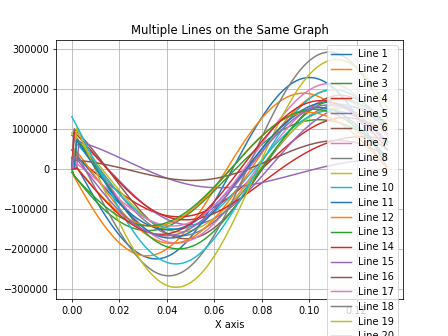 Multiple Lines on the Same Graph
300000
200000
100000
0
−100000
−200000
−300000
0.00
0.02
0.04
0.06
0.08
0.10
X axis
Line 1
Line 2
Line 3
Line 4
Line 5
Line 6
Line 7
Line 8
Line 9
Line 10
Line 11
Line 12
Line 13
Line 14
Line 15
Line 16
Line 17
Line 18
Line 19
Line 20